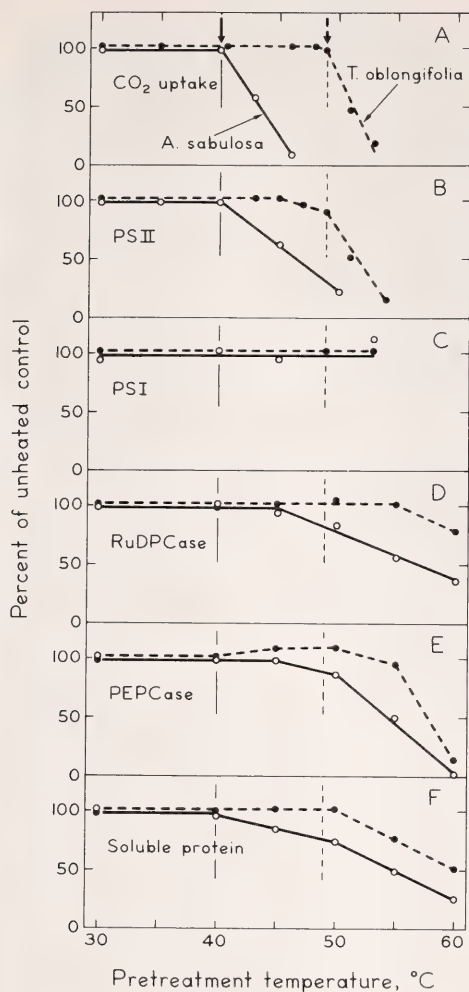 Percent of unheated control
100
50
0
A
CO₂ uptake
T. oblongifolia
A. sabulosa
100
50
0
B
PSII
100
50
0
C
PSI
100
50
0
D
RuDPCase
100
50
0
E
PEPCase
100
50
0
F
Soluble protein
30 40 50 60
Pretreatment temperature, °C